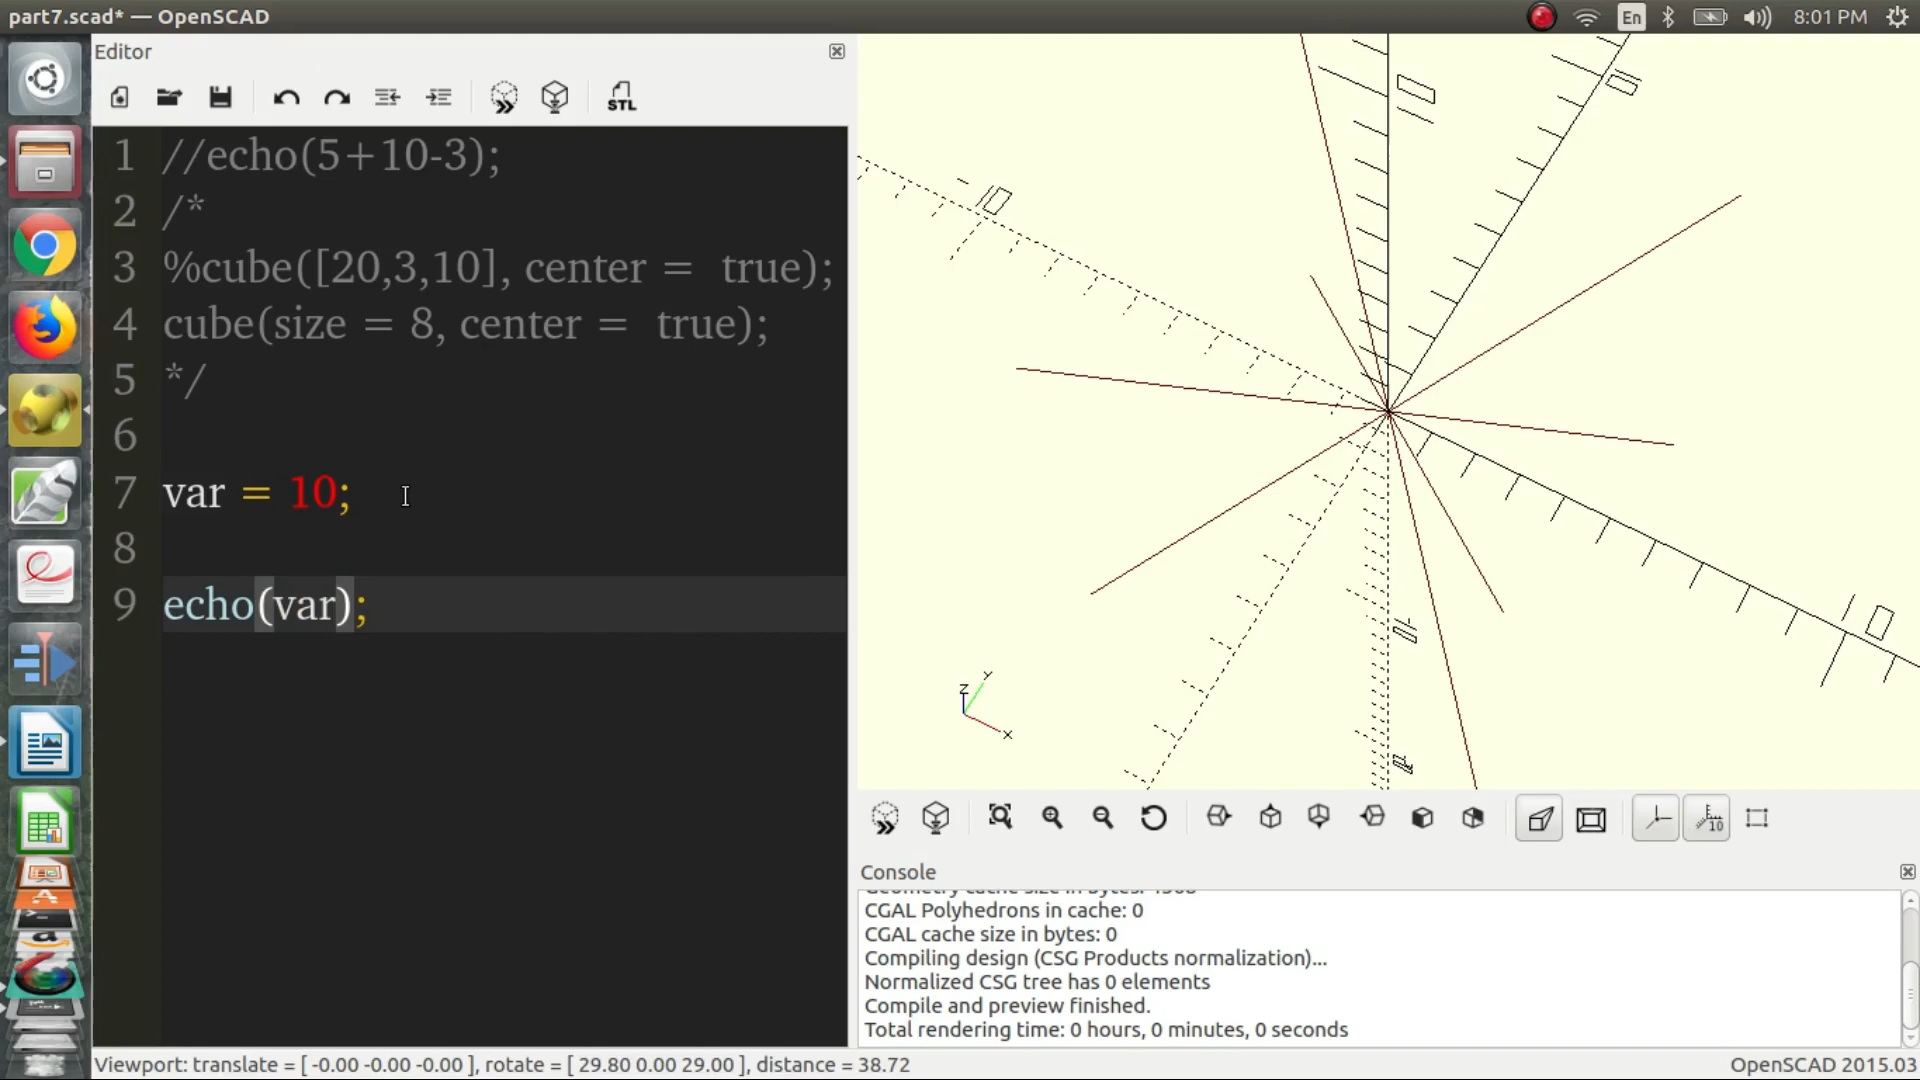 part7.scad* — OpenSCAD
En
8:01 PM
Editor
STL
1 //echo(5+10-3);
2 /*
3 %cube([20,3,10], center = true);
4 cube(size = 8, center = true);
5 */
6
7 var = 10;
8
9 echo(var);
Z
Y
X
10
Console
CGAL Polyhedrons in cache: 0
CGAL cache size in bytes: 0
Compiling design (CSG Products normalization)...
Normalized CSG tree has 0 elements
Compile and preview finished.
Total rendering time: 0 hours, 0 minutes, 0 seconds
Viewport: translate = [ -0.00 -0.00 -0.00 ], rotate = [ 29.80 0.00 29.00 ], distance = 38.72
OpenSCAD 2015.03